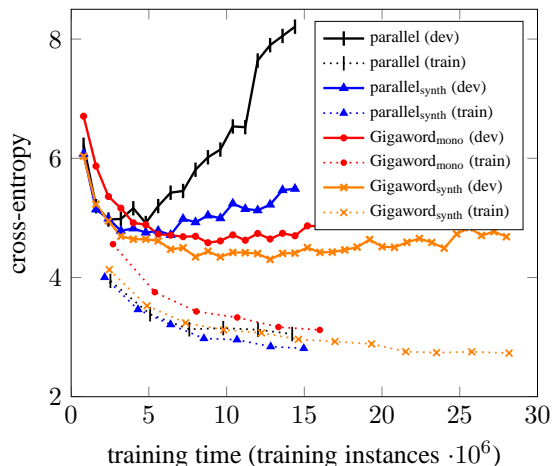 8
6
4
2
0
5
10
15
20
25
30
cross-entropy
training time (training instances ·10⁶)
parallel (dev)
parallel (train)
parallelsynth (dev)
parallelsynth (train)
Gigawordmono (dev)
Gigawordmono (train)
Gigawordsynth (dev)
Gigawordsynth (train)